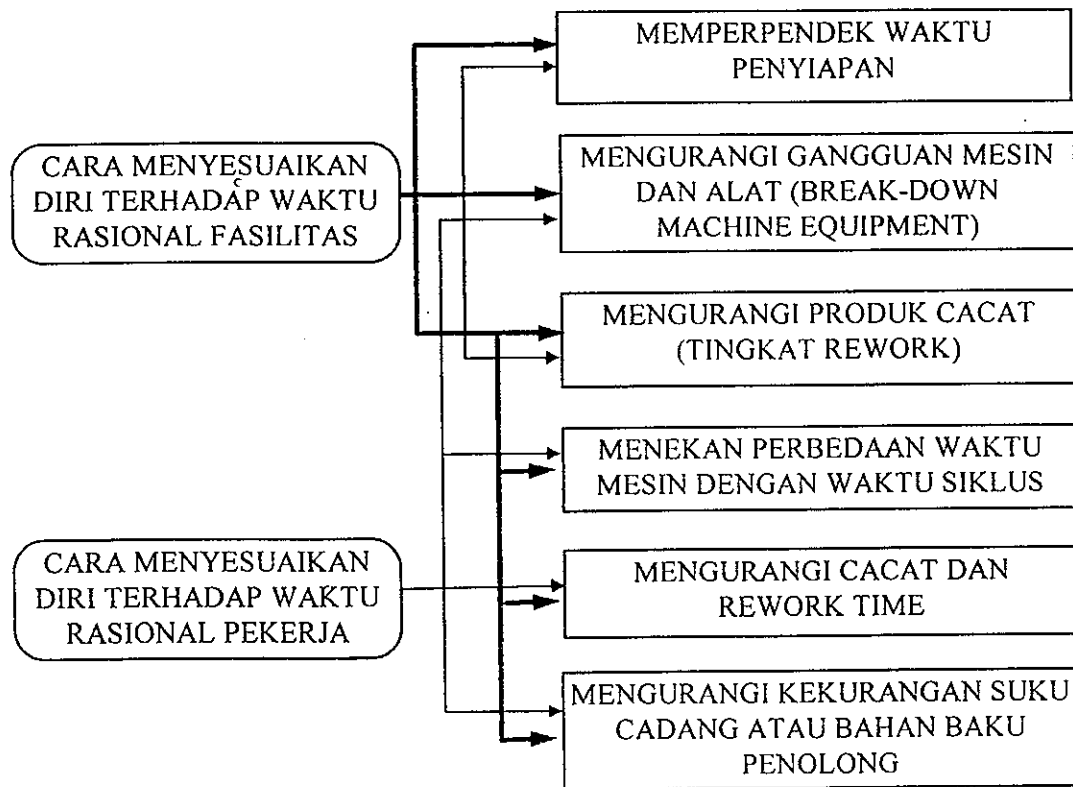 MEMPERPENDEK WAKTU
PENYIAPAN
CARA MENYESUAIKAN
DIRI TERHADAP WAKTU
RASIONAL FASILITAS
MENGURANGI GANGGUAN MESIN
DAN ALAT (BREAK-DOWN
MACHINE EQUIPMENT)
MENGURANGI PRODUK CACAT
(TINGKAT REWORK)
MENEKAN PERBEDAAN WAKTU
MESIN DENGAN WAKTU SIKLUS
CARA MENYESUAIKAN
DIRI TERHADAP WAKTU
RASIONAL PEKERJA
MENGURANGI CACAT DAN
REWORK TIME
MENGURANGI KEKURANGAN SUKU
CADANG ATAU BAHAN BAKU
PENOLONG